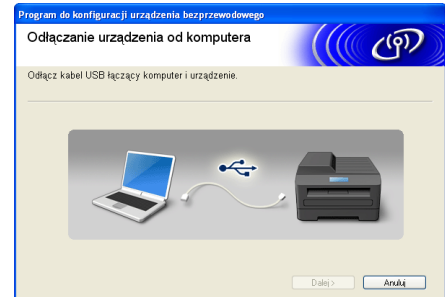 Program do konfiguracji urządzenia bezprzewodowego
Odłączanie urządzenia od komputera
Odłącz kabel USB łączący komputer i urządzenie.
Dalej >
Anuluj